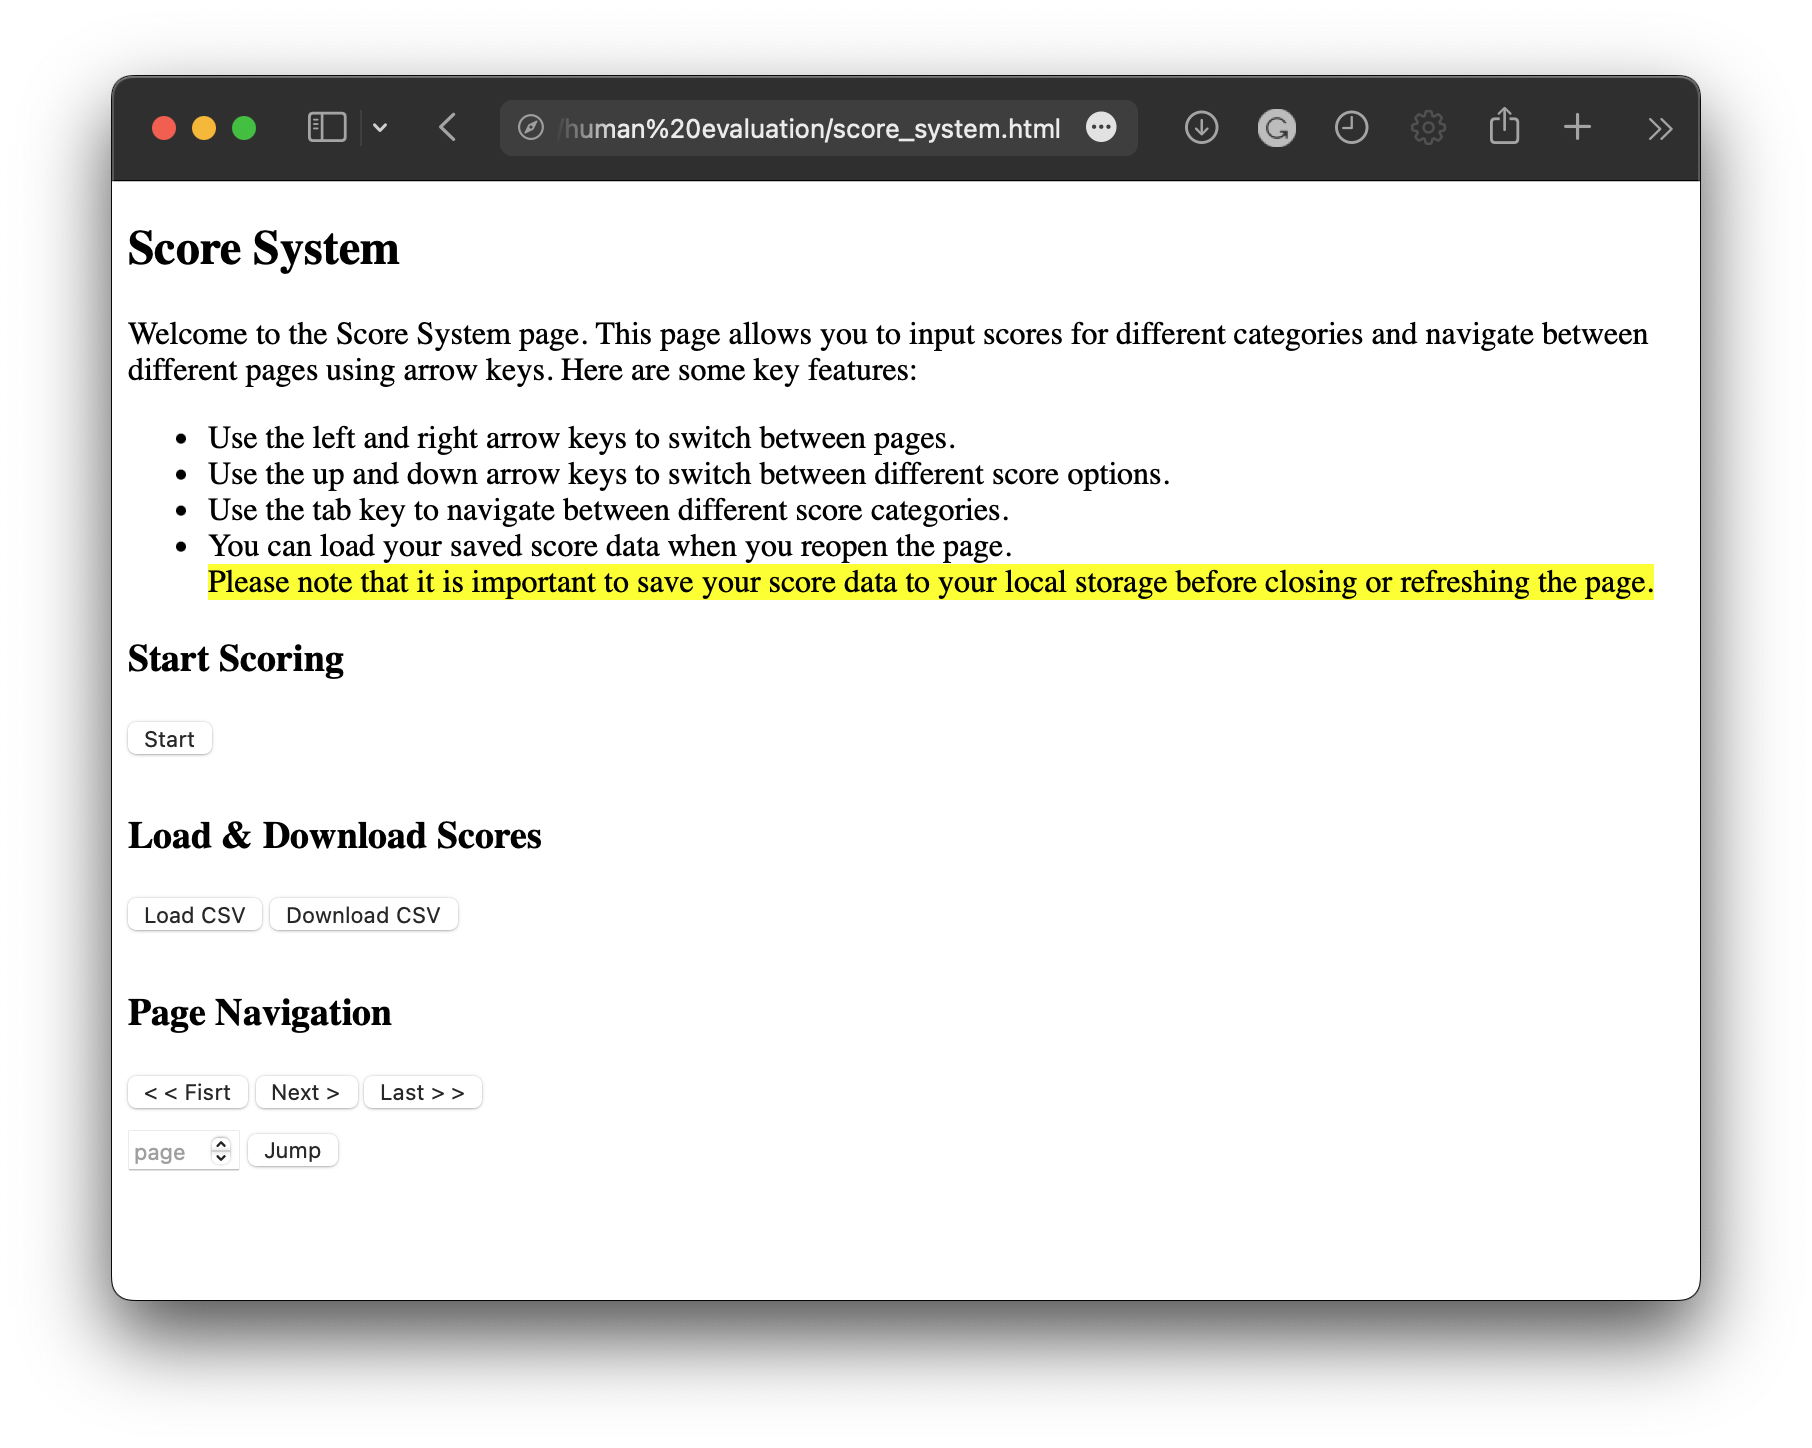 /human%20evaluation/score_system.html
Score System
Welcome to the Score System page. This page allows you to input scores for different categories and navigate between
different pages using arrow keys. Here are some key features:
• Use the left and right arrow keys to switch between pages.
• Use the up and down arrow keys to switch between different score options.
• Use the tab key to navigate between different score categories.
• You can load your saved score data when you reopen the page.
Please note that it is important to save your score data to your local storage before closing or refreshing the page.
Start Scoring
Start
Load & Download Scores
Load CSV Download CSV
Page Navigation
< < Fisrt Next > Last > >
page Jump